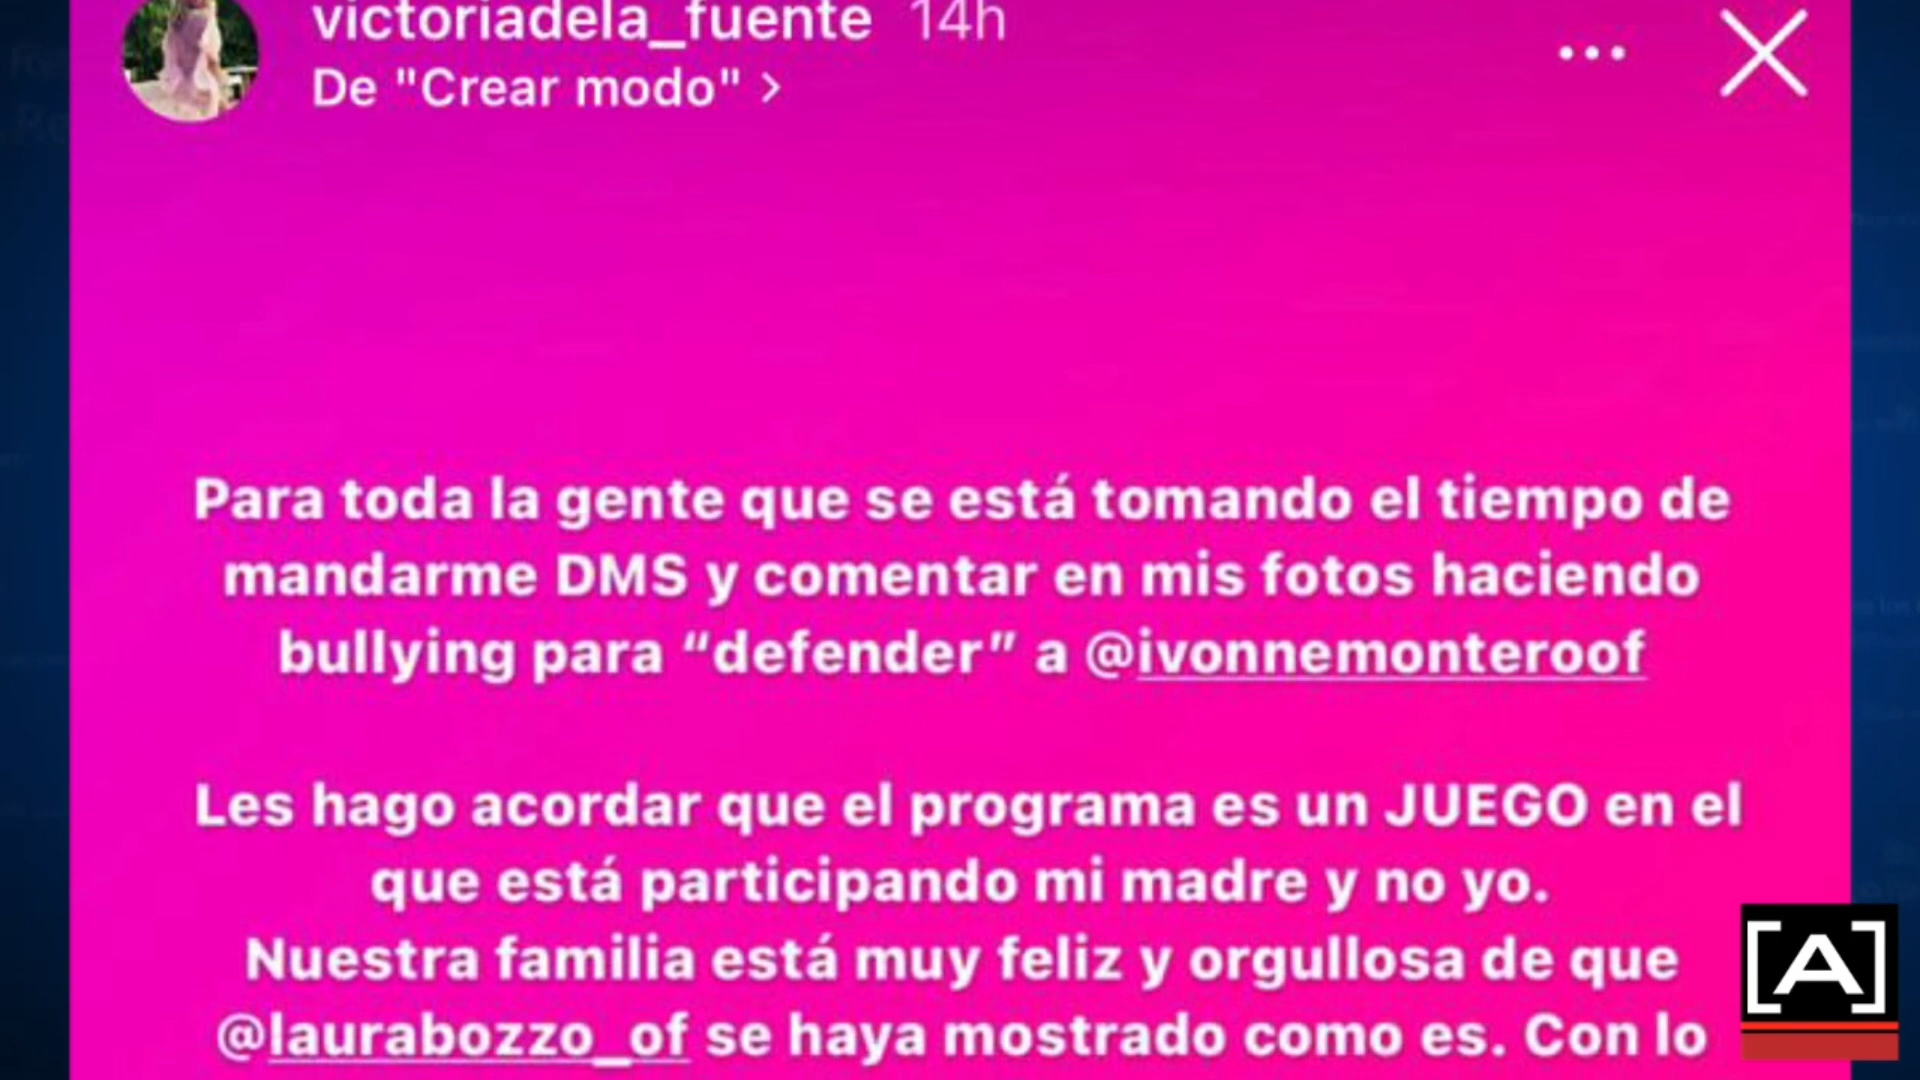 victoriadela_fuente 14h
De "Crear modo" >
Para toda la gente que se está tomando el tiempo de
mandarme DMS y comentar en mis fotos haciendo
bullying para “defender” a @ivonnemonteroof
Les hago acordar que el programa es un JUEGO en el
que está participando mi madre y no yo.
Nuestra familia está muy feliz y orgullosa de que
@laurabozzo_of se haya mostrado como es. Con lo
[A]